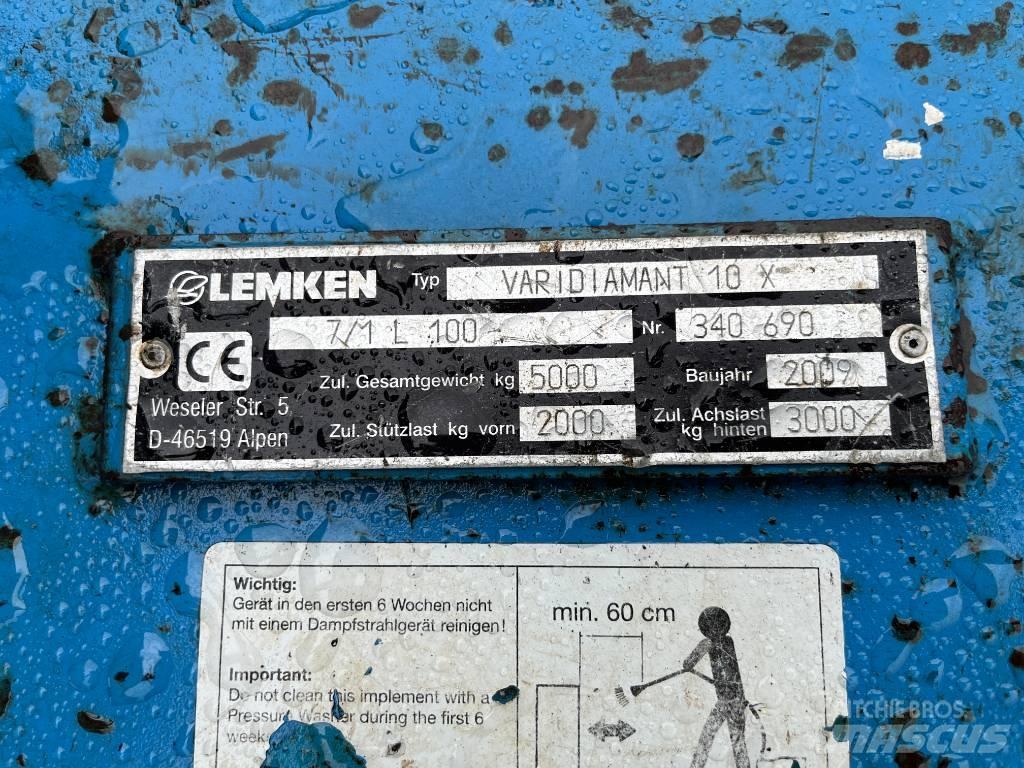 LEMKEN Typ VARIDIAMANT 10 X
7/1 L 100 Nr. 340 690
CE Zul. Gesamtgewicht kg 5000 Baujahr 2009
Weseler Str. 5
D-46519 Alpen
Zul. Stützlast kg vorn 2000 Zul. Achslast kg hinten 3000
Wichtig:
Gerät in den ersten 6 Wochen nicht
mit einem Dampfstrahlgerät reinigen!
Important:
Do not clean this implement with a
Pressure Washer during the first 6
weeks
min. 60 cm
RITCHIE BROS
MASCUS